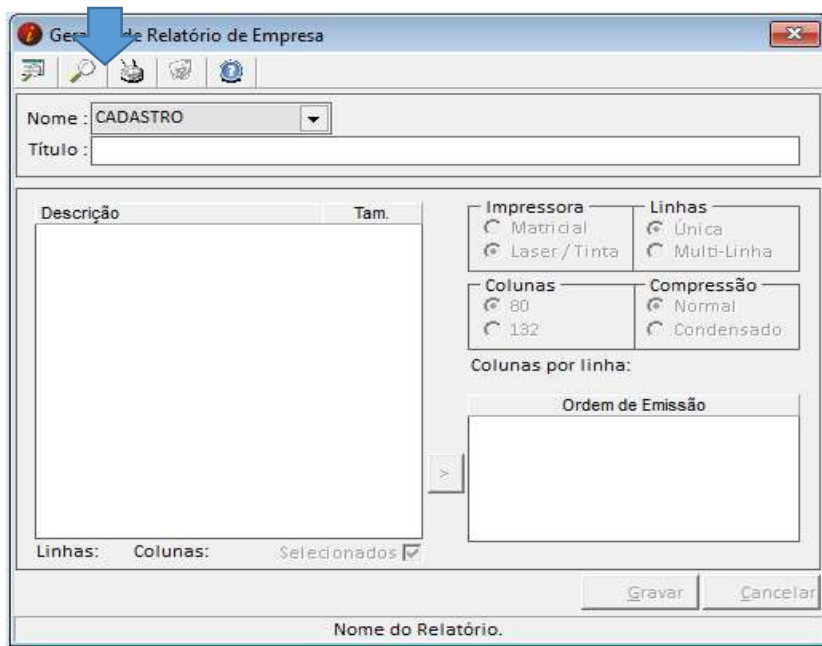 de Relatório de Empresa
Nome : CADASTRO
Título :
Descrição Tam.
Impressora Linhas
Matricial Única
Laser / Tinta Multi-Linha
Colunas Compressão
80 Normal
132 Condensado
Colunas por linha:
Ordem de Emissão
>
Linhas: Colunas: Selecionados
Gravar Cancelar
Nome do Relatório.